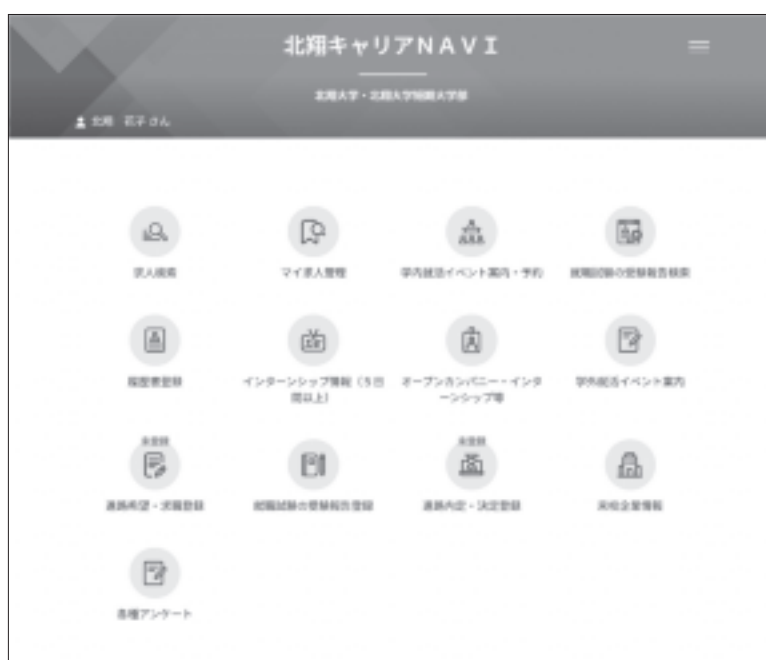 北翔キャリアNAVI
北翔大学・北翔大学短期大学部
北翔 花子 さん
求人検索
マイ求人管理
学内就活イベント案内・予約
就職試験の受験報告検索
履歴書登録
インターンシップ情報（5日
間以上）
オープンカンパニー・インタ
ーンシップ等
学外就活イベント案内
未登録
進路希望・求職登録
就職試験の受験報告登録
未登録
進路内定・決定登録
来校企業情報
各種アンケート